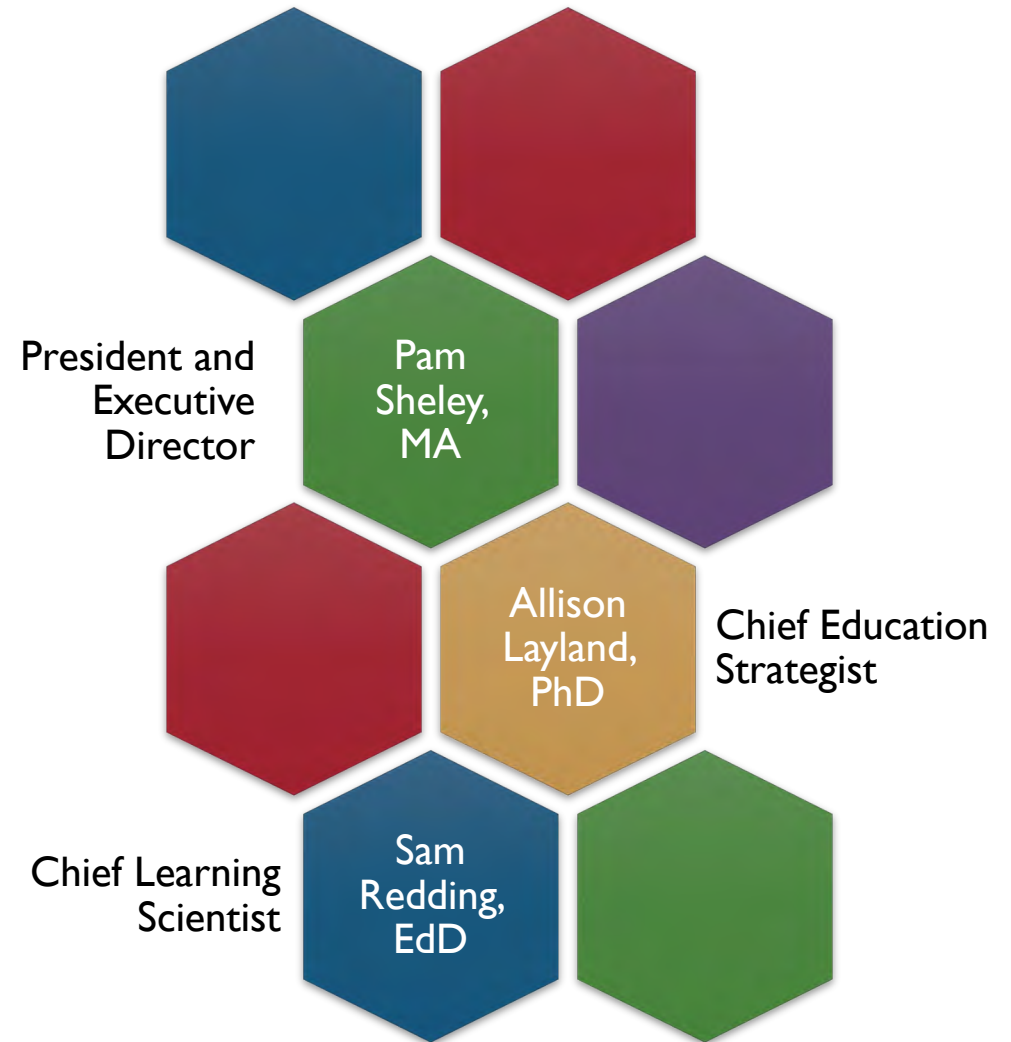 President and
Executive
Director
Pam
Sheley,
MA
Allison
Layland,
PhD
Chief Education
Strategist
Chief Learning
Scientist
Sam
Redding,
EdD